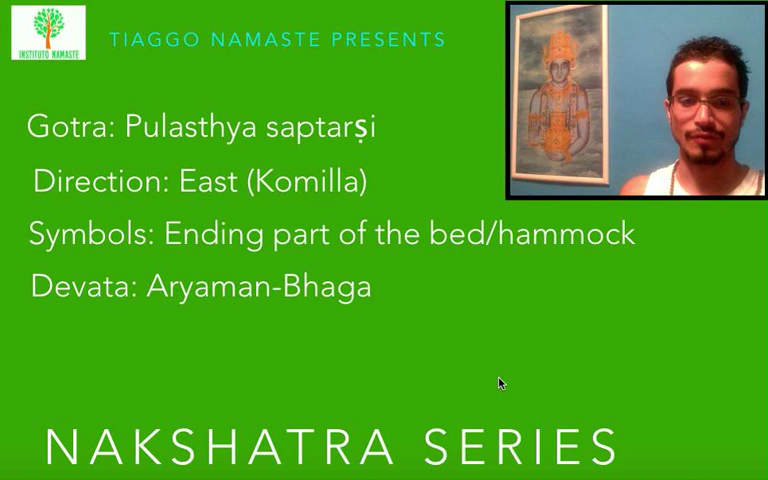 INSTITUTO NAMASTE
TIAGGO NAMASTE PRESENTS
Gotra: Pulasthya saptarṣi
Direction: East (Komilla)
Symbols: Ending part of the bed/hammock
Devata: Aryaman-Bhaga
NAKSHATRA SERIES